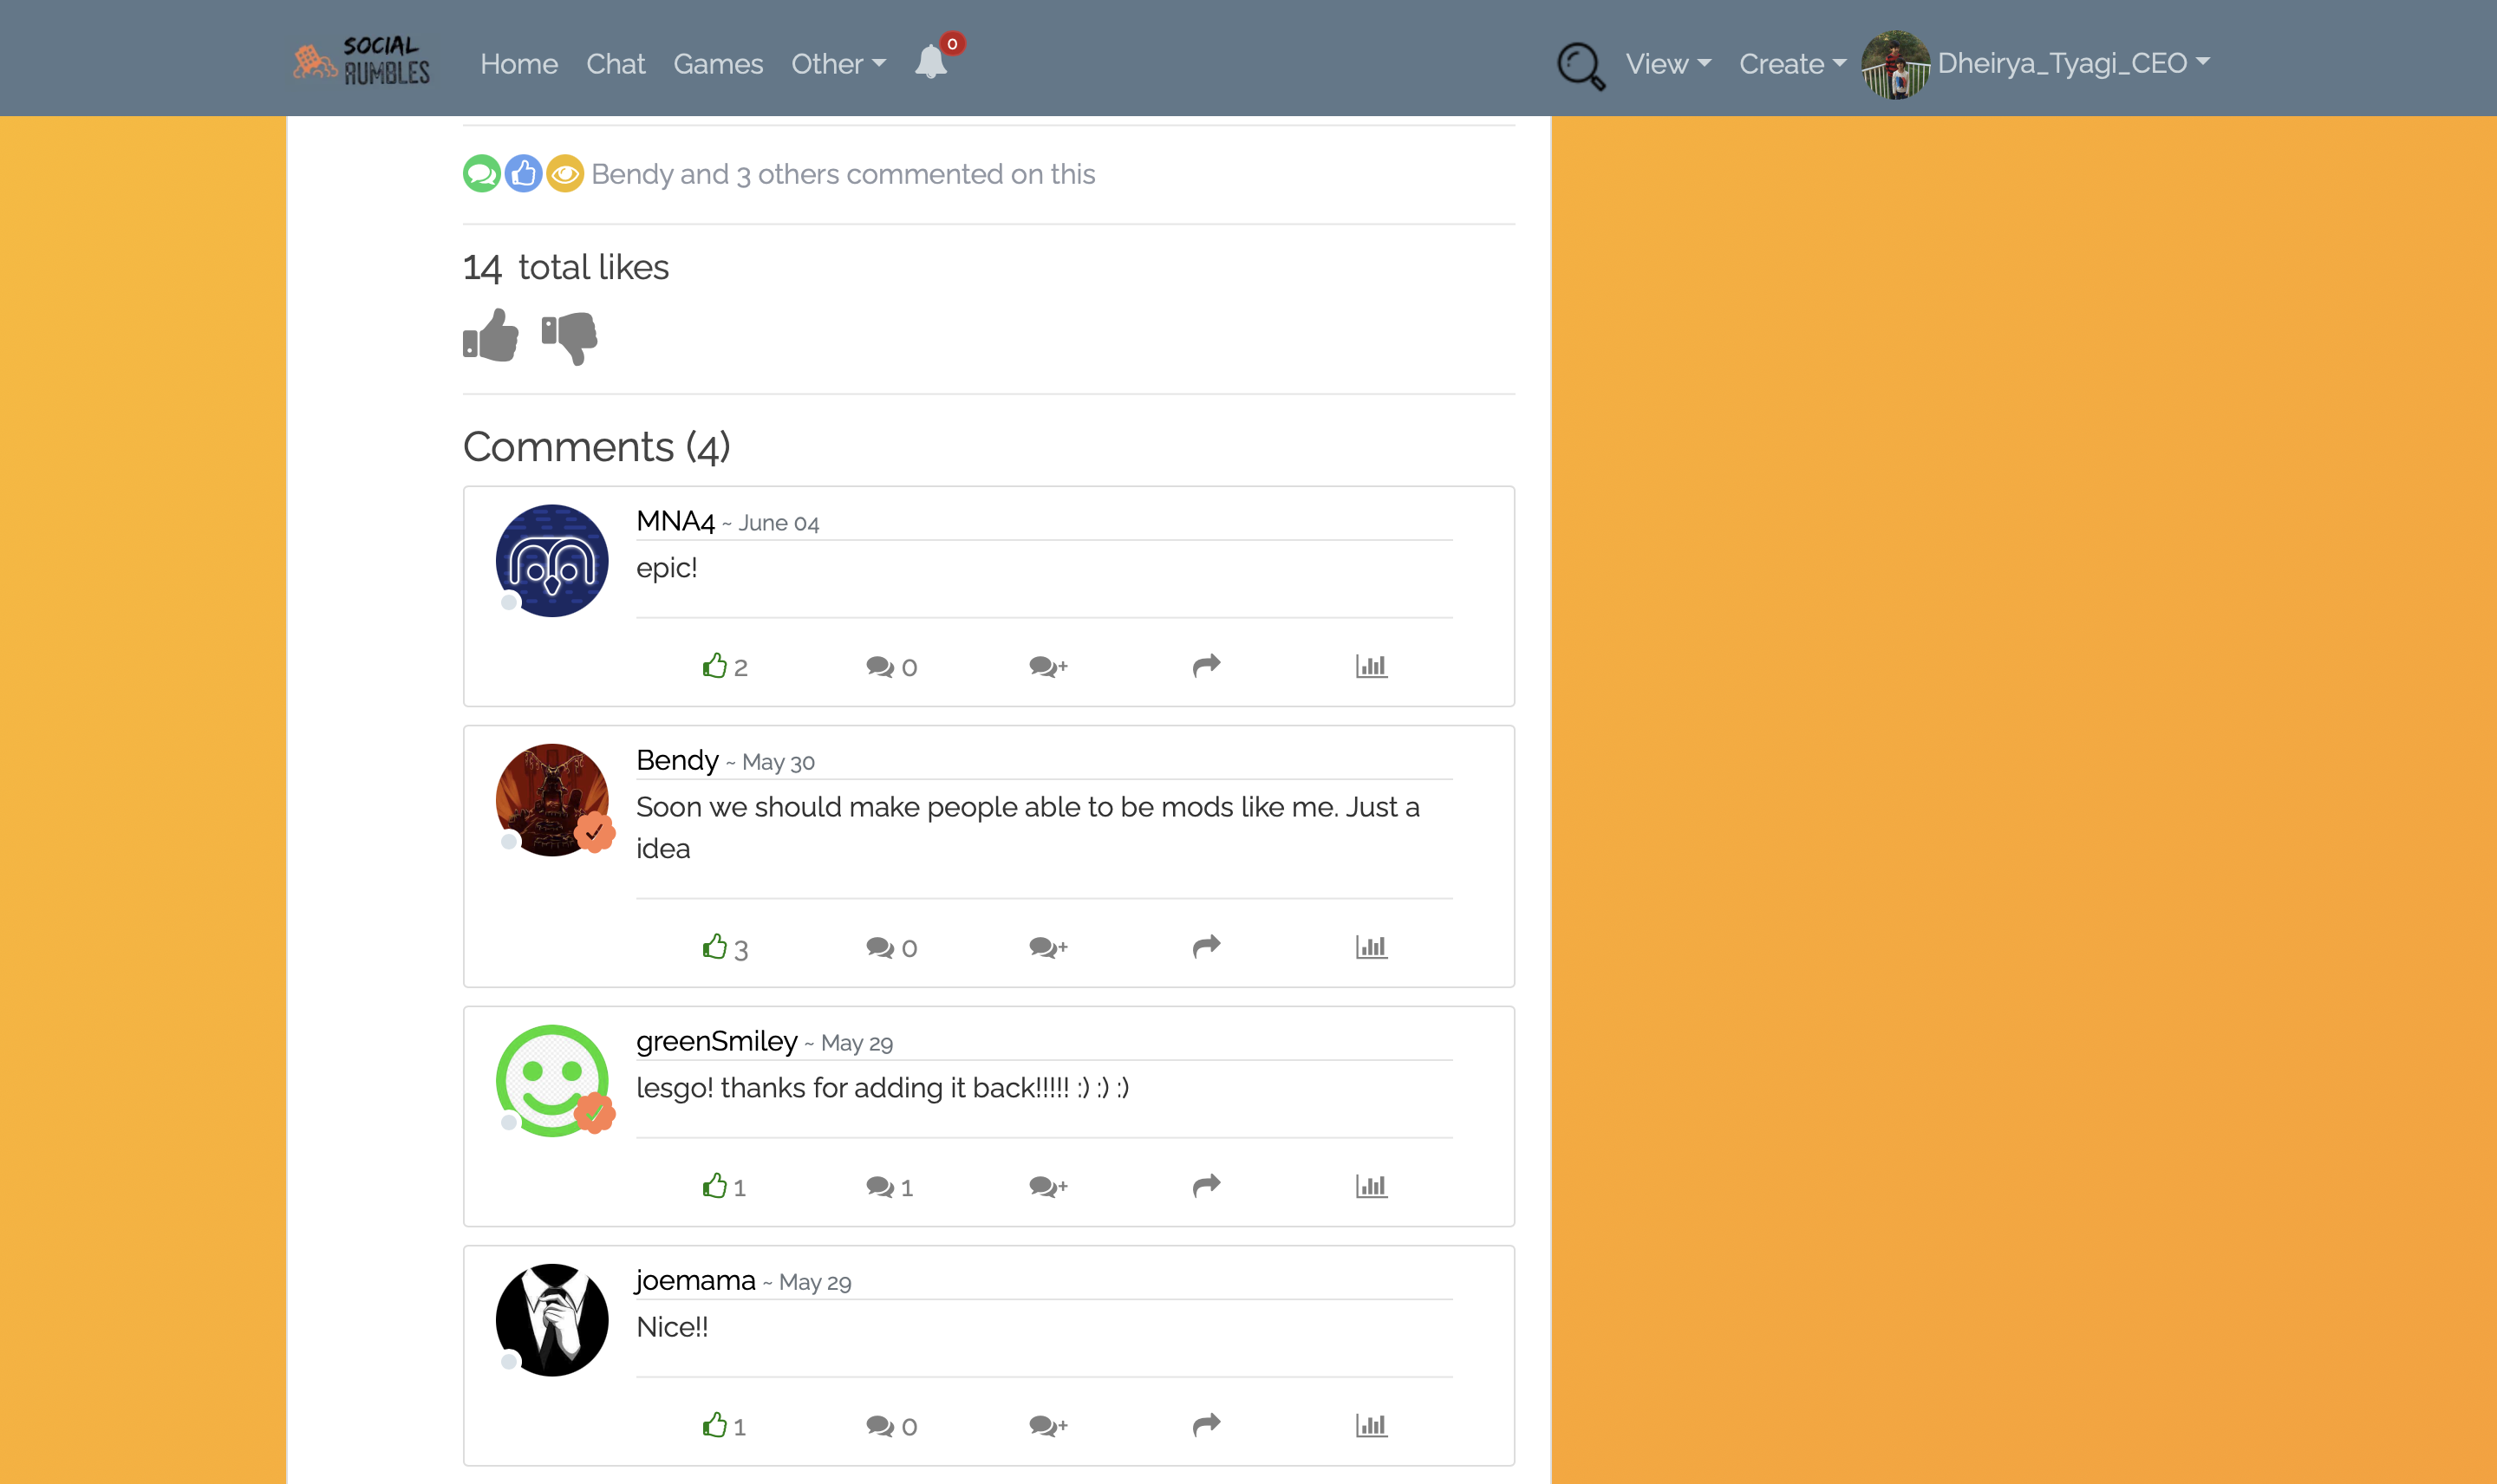 SOCIAL
RUMBLES
Home Chat Games Other 0 View Create Dheirya_Tyagi_CEO
Bendy and 3 others commented on this
14 total likes
Comments (4)
MNA4 ~ June 04
epic!
2 0 +
Bendy ~ May 30
Soon we should make people able to be mods like me. Just a
idea
3 0 +
greenSmiley ~ May 29
lesgo! thanks for adding it back!!!!! :) :) :)
1 1 +
joemama ~ May 29
Nice!!
1 0 +